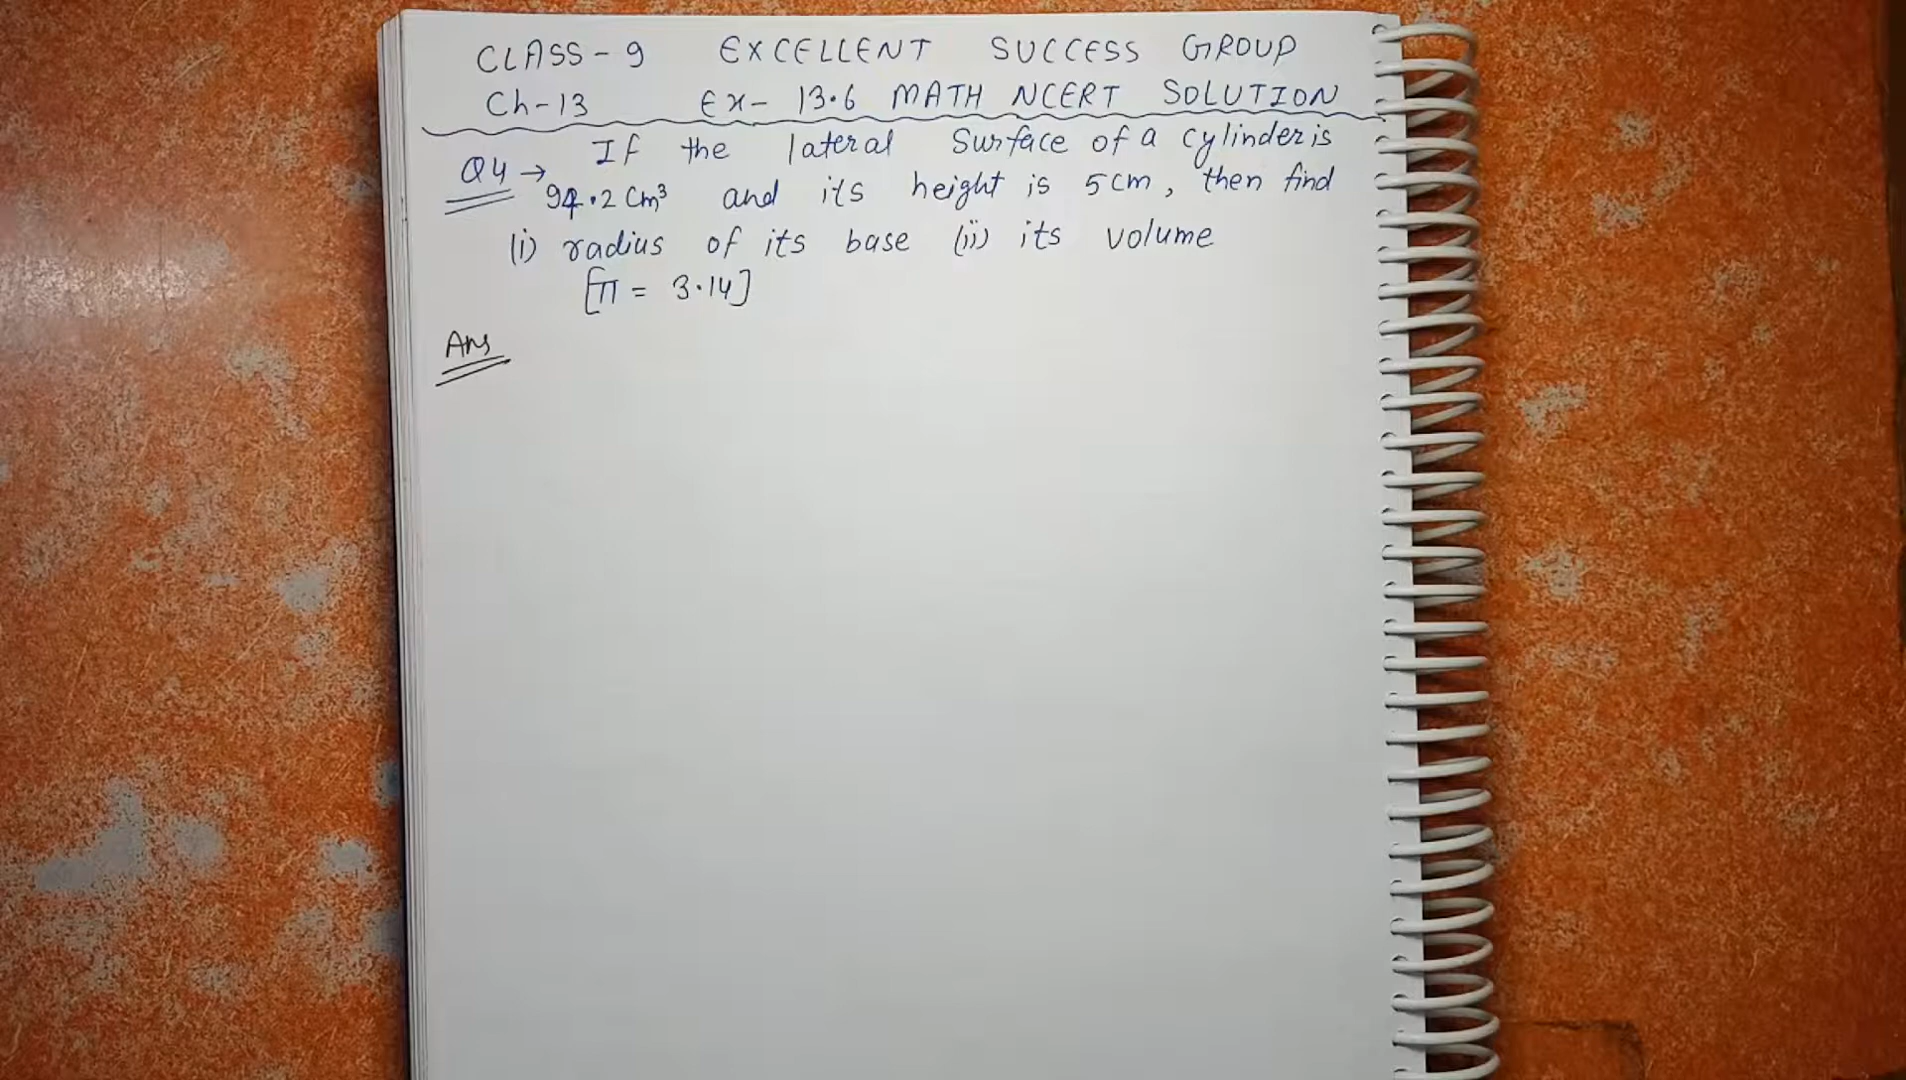 CLASS-9 EXCELLENT SUCCESS GROUP
Ch-13 Ex- 13.6 MATH NCERT SOLUTION
Q4 → If the lateral Surface of a cylinder is
94.2 cm³ and its height is 5cm, then find
(i) radius of its base (ii) its volume
[π = 3.14]
Ans